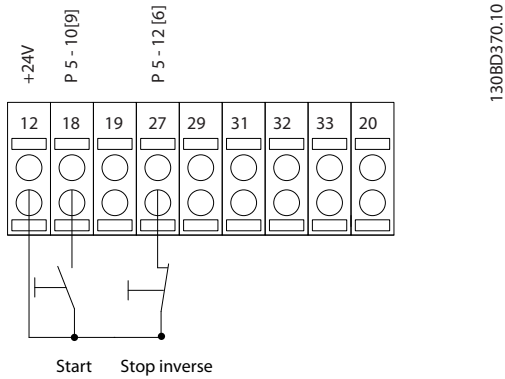 +24V
P 5 - 10[9]
P 5 - 12 [6]
130BD370.10
12 18 19 27 29 31 32 33 20
Start Stop inverse